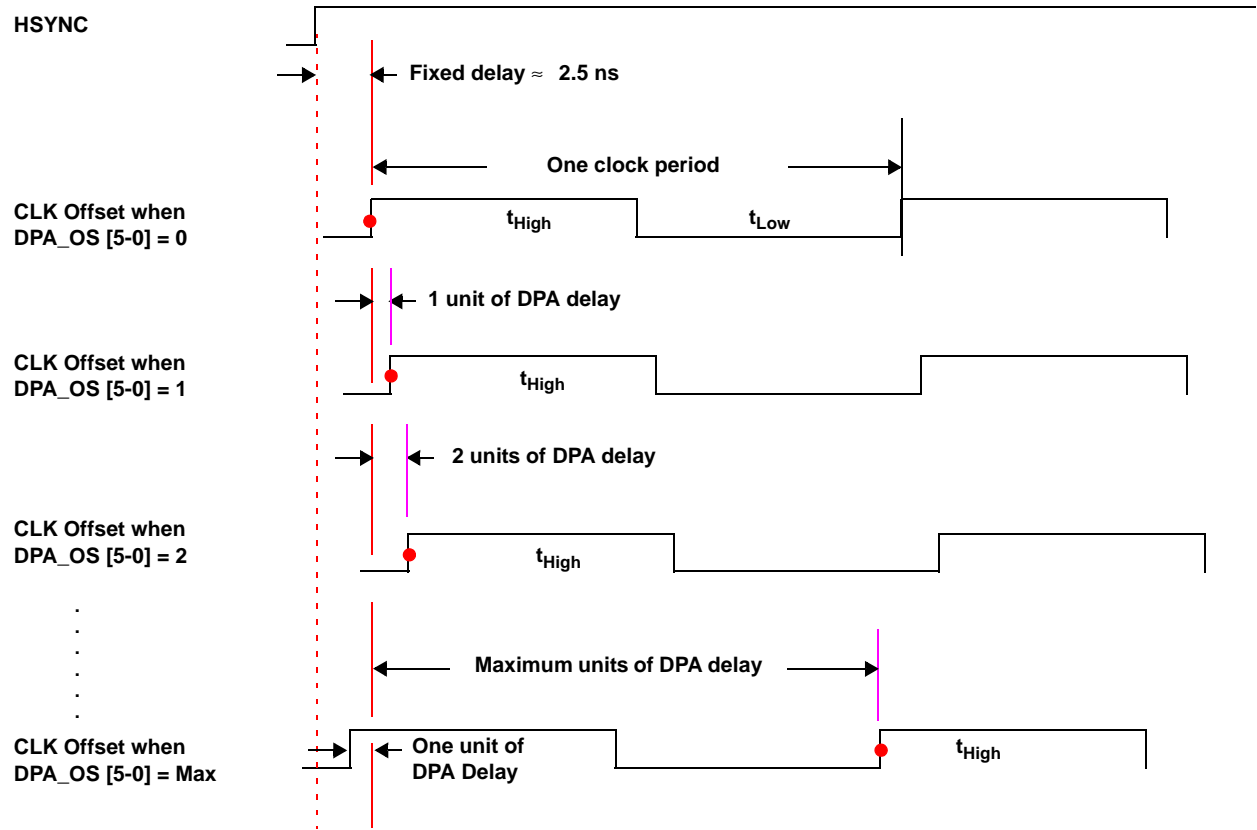 HSYNC
Fixed delay ≈ 2.5 ns
One clock period
CLK Offset when
DPA_OS [5-0] = 0
tHigh
tLow
1 unit of DPA delay
CLK Offset when
DPA_OS [5-0] = 1
tHigh
2 units of DPA delay
CLK Offset when
DPA_OS [5-0] = 2
tHigh
Maximum units of DPA delay
CLK Offset when
DPA_OS [5-0] = Max
One unit of
DPA Delay
tHigh